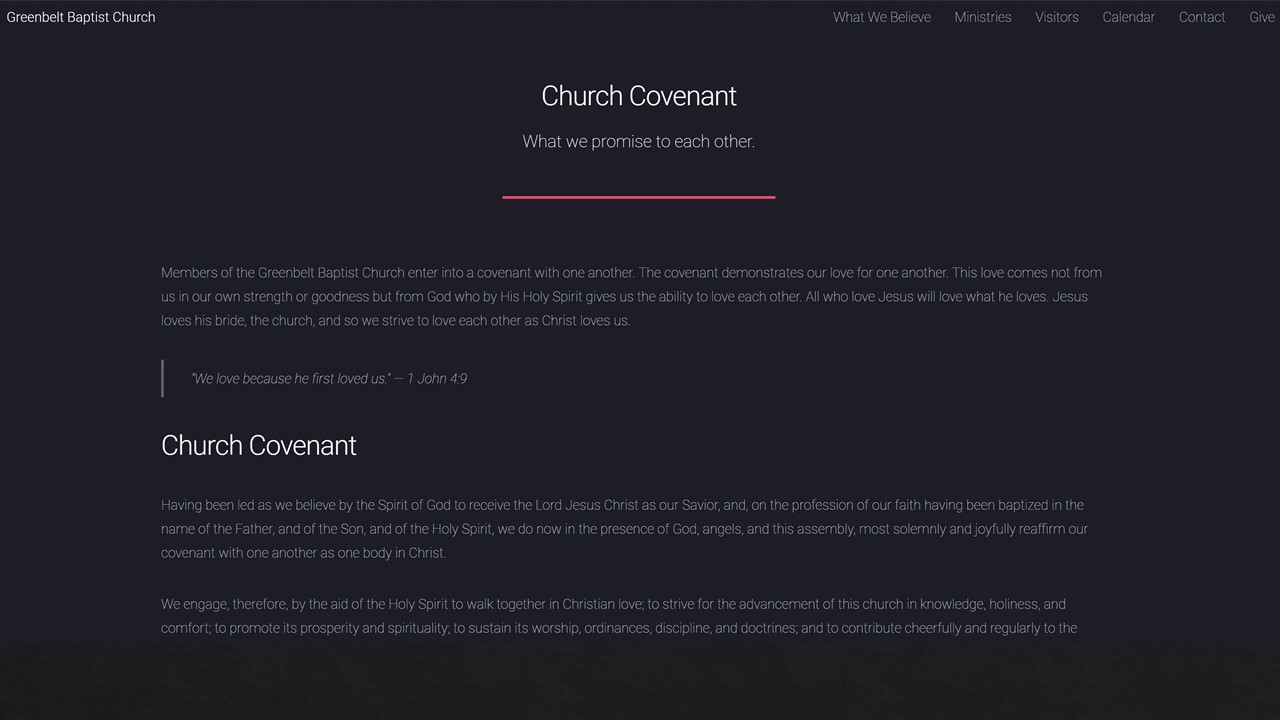 Greenbelt Baptist Church
What We Believe Ministries Visitors Calendar Contact Give
Church Covenant
What we promise to each other.
Members of the Greenbelt Baptist Church enter into a covenant with one another. The covenant demonstrates our love for one another. This love comes not from
us in our own strength or goodness but from God who by His Holy Spirit gives us the ability to love each other. All who love Jesus will love what he loves. Jesus
loves his bride, the church, and so we strive to love each other as Christ loves us.
"We love because he first loved us." — 1 John 4:9
Church Covenant
Having been led as we believe by the Spirit of God to receive the Lord Jesus Christ as our Savior, and, on the profession of our faith having been baptized in the
name of the Father, and of the Son, and of the Holy Spirit, we do now in the presence of God, angels, and this assembly, most solemnly and joyfully reaffirm our
covenant with one another as one body in Christ.
We engage, therefore, by the aid of the Holy Spirit to walk together in Christian love; to strive for the advancement of this church in knowledge, holiness, and
comfort; to promote its prosperity and spirituality; to sustain its worship, ordinances, discipline, and doctrines; and to contribute cheerfully and regularly to the